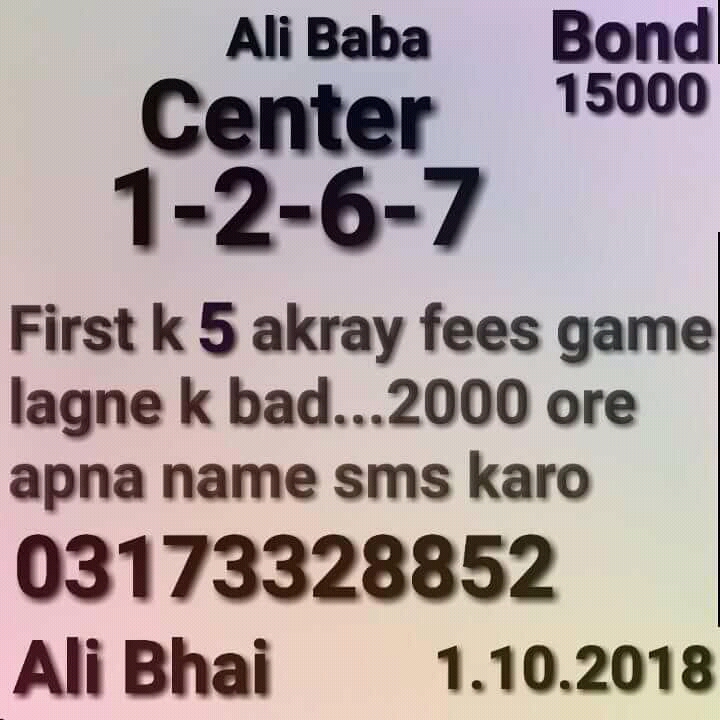 Ali Baba
Bond
15000
Center
1-2-6-7
First k 5 akray fees game
lagne k bad...2000 ore
apna name sms karo
03173328852
Ali Bhai
1.10.2018